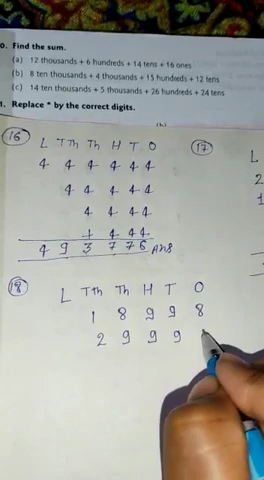 0. Find the sum.
(a) 12 thousands + 6 hundreds + 14 tens + 16 ones
(b) 8 ten thousands + 4 thousands + 15 hundreds + 12 tens
(c) 14 ten thousands + 5 thousands + 26 hundreds + 24 tens
1. Replace * by the correct digits.
(b)
16 L TTh Th H T O 17
4 4 4 4 4 4 L
4 4 4 4 4 2
4 4 4 4 1
1 4 4 4
4 9 3 7 7 6 Ans
18
L Tth Th H T O
1 8 9 9 8
2 9 9 9